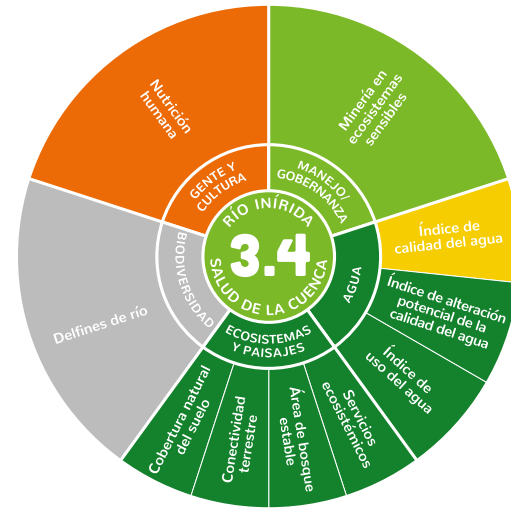 RÍO INÍRIDA
3.4
SALUD DE LA CUENCA
MANEJO/
GOBERNANZA
Minería en
ecosistemas
sensibles
AGUA
Índice de
calidad del agua
Índice de alteración
potencial de la
calidad del agua
Índice de
uso del agua
ECOSISTEMAS
Y PAISAJES
Servicios
ecosistémicos
Área de bosque
estable
Conectividad
terrestre
Cobertura natural
del suelo
BIODIVERSIDAD
Delfines de río
GENTE Y
CULTURA
Nutrición
humana